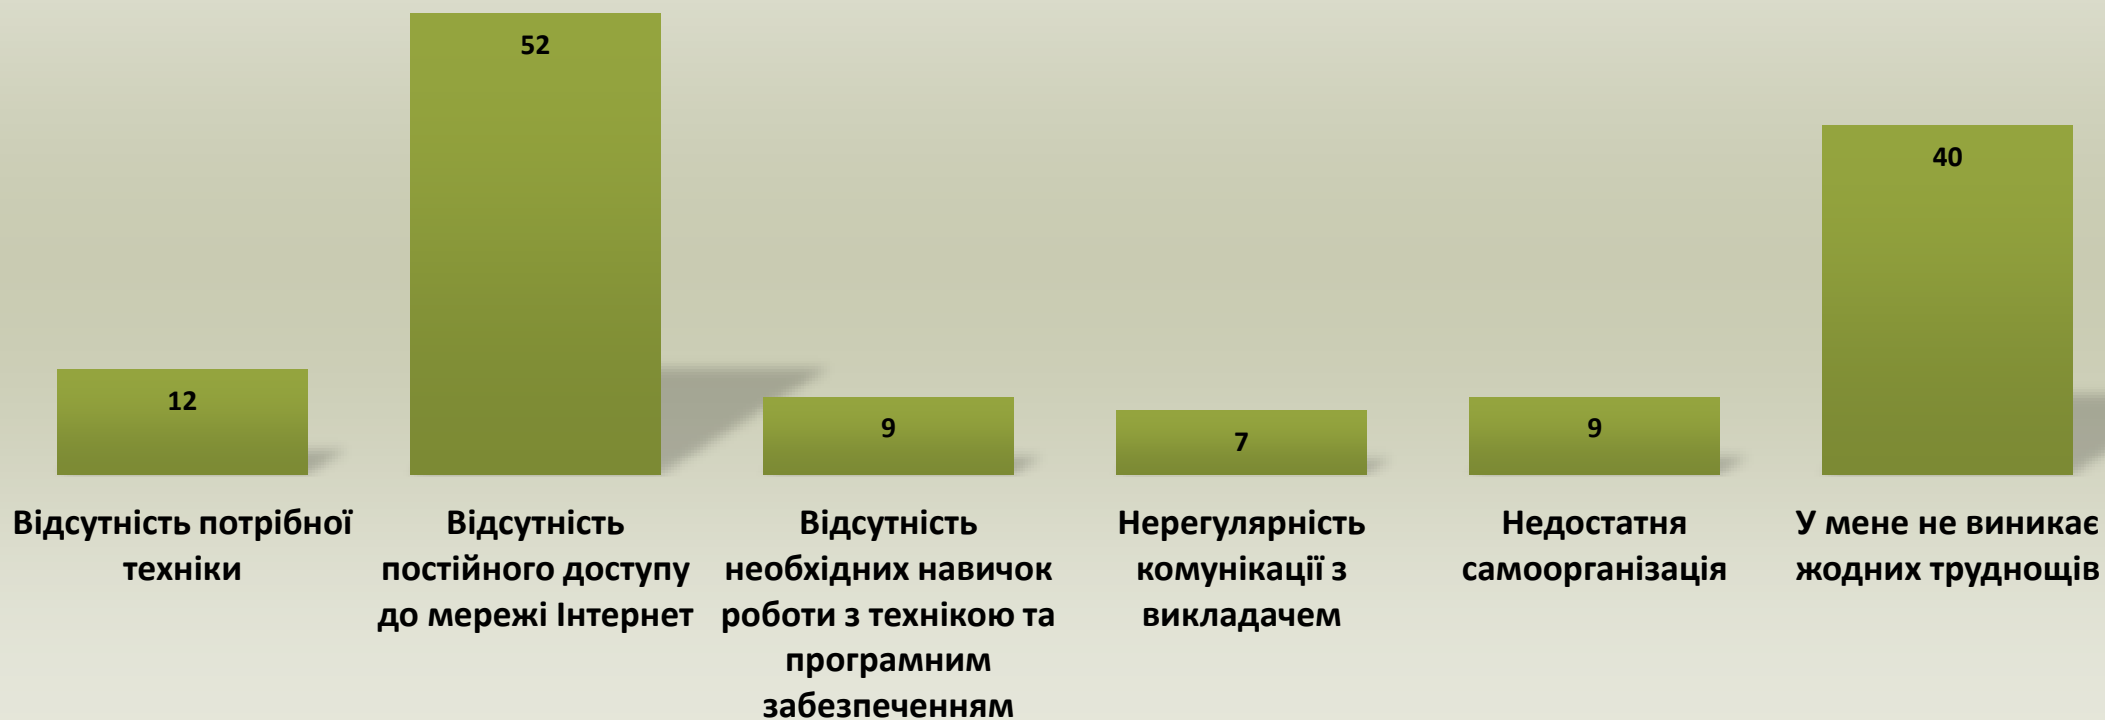 52
40
12
9
7
9
Відсутність потрібної
техніки
Відсутність
постійного доступу
до мережі Інтернет
Відсутність
необхідних навичок
роботи з технікою та
програмним
забезпеченням
Нерегулярність
комунікації з
викладачем
Недостатня
самоорганізація
У мене не виникає
жодних труднощів